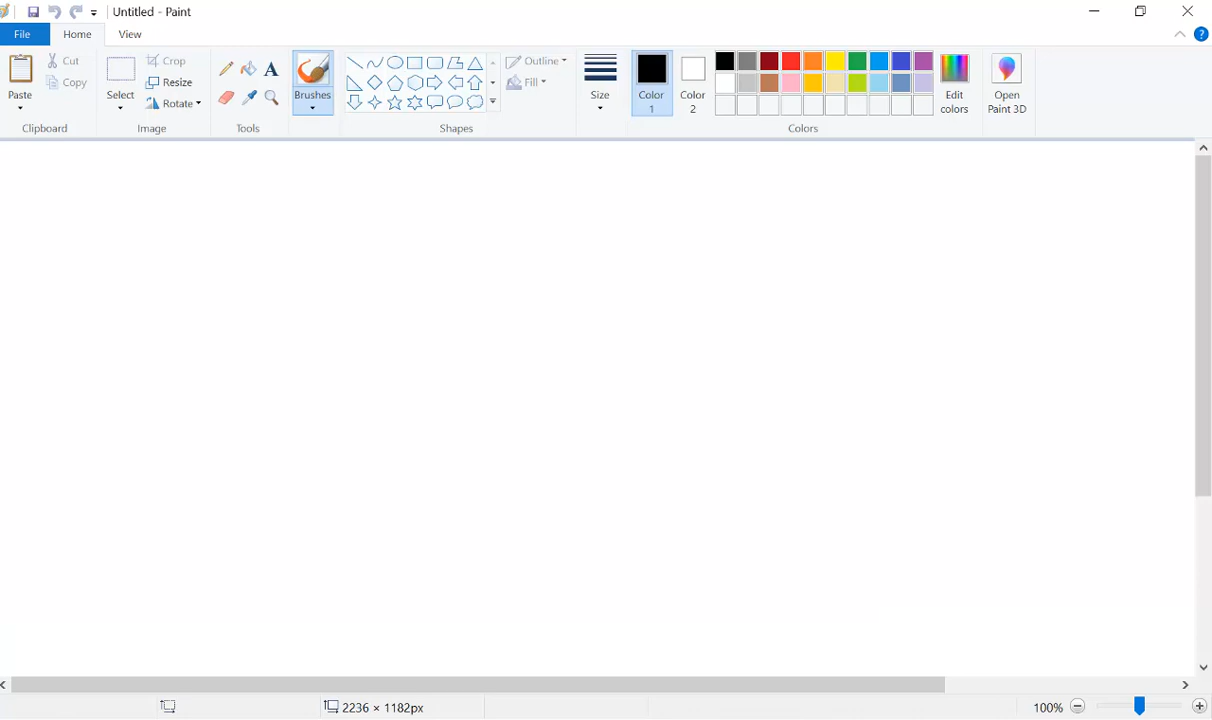 Untitled - Paint
File Home View
Paste
Cut
Copy
Clipboard
Select
Crop
Resize
Rotate
Image
A
Tools
Brushes
Shapes
Outline
Fill
Size
Color
1
Color
2
Colors
Edit
colors
Open
Paint 3D
?
2236 × 1182px
100%